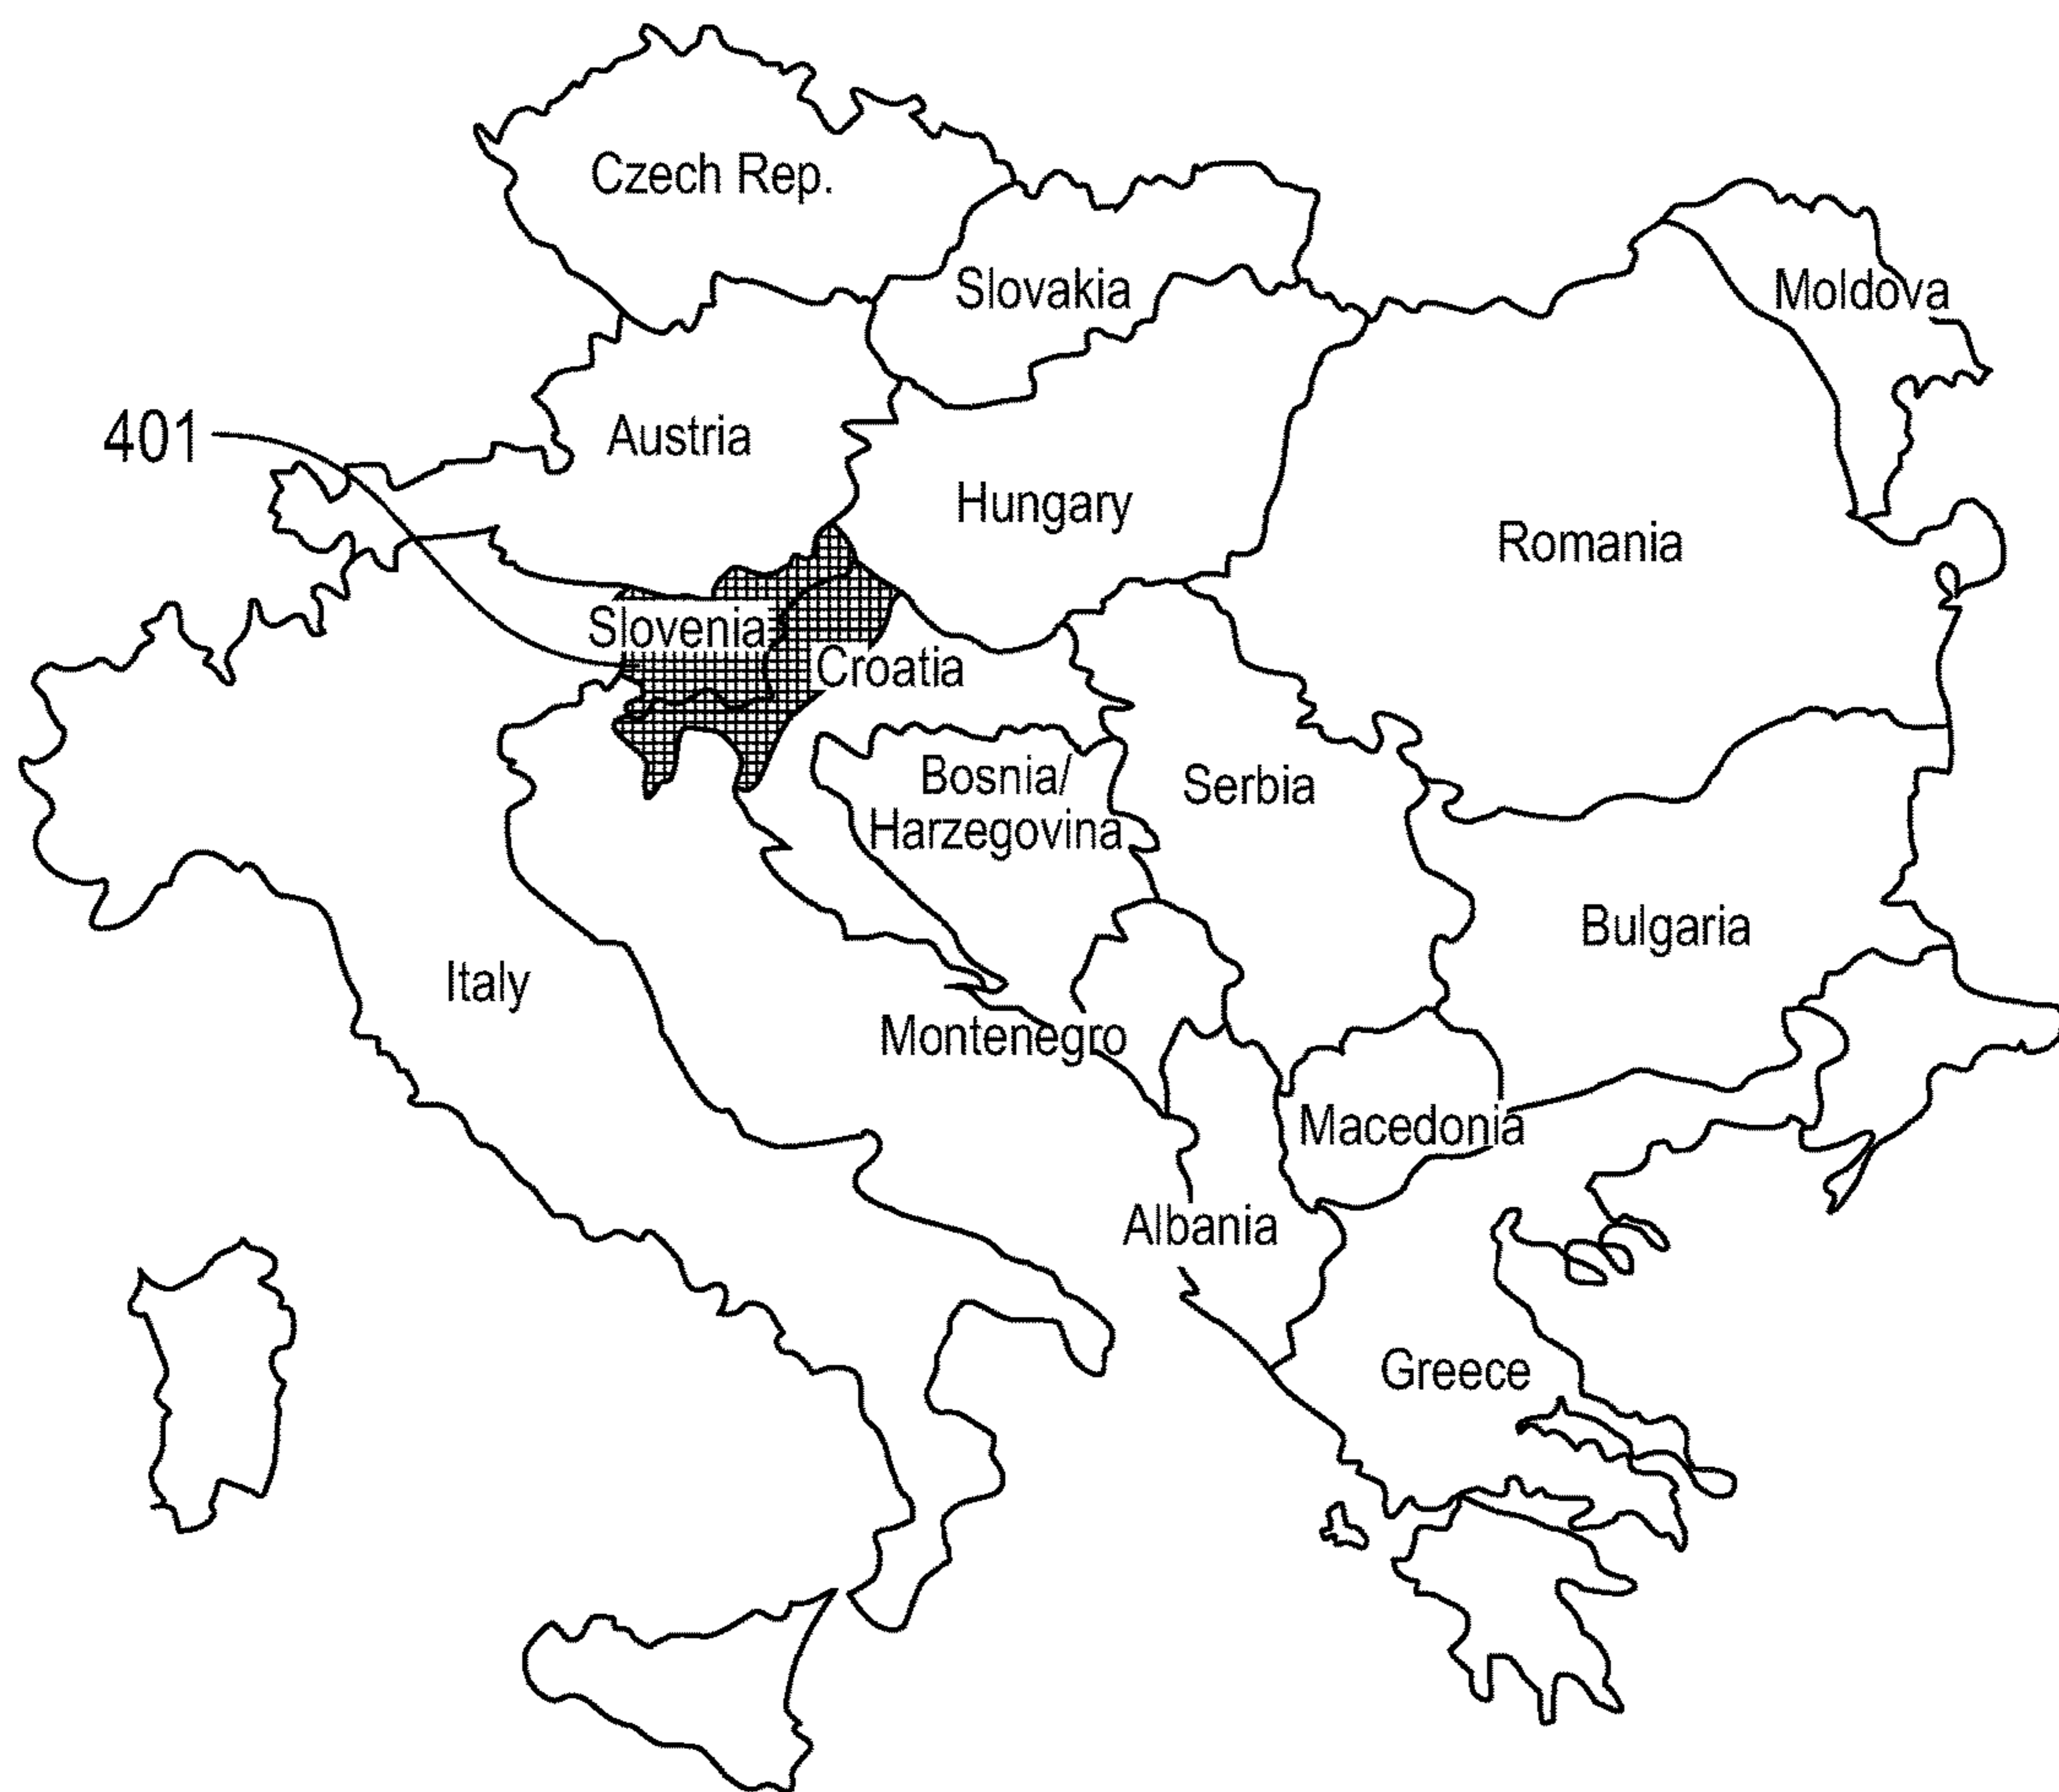 Czech Rep.
Slovakia
Moldova
401
Austria
Hungary
Romania
Slovenia
Croatia
Bosnia/
Harzegovina
Serbia
Bulgaria
Italy
Montenegro
Macedonia
Albania
Greece